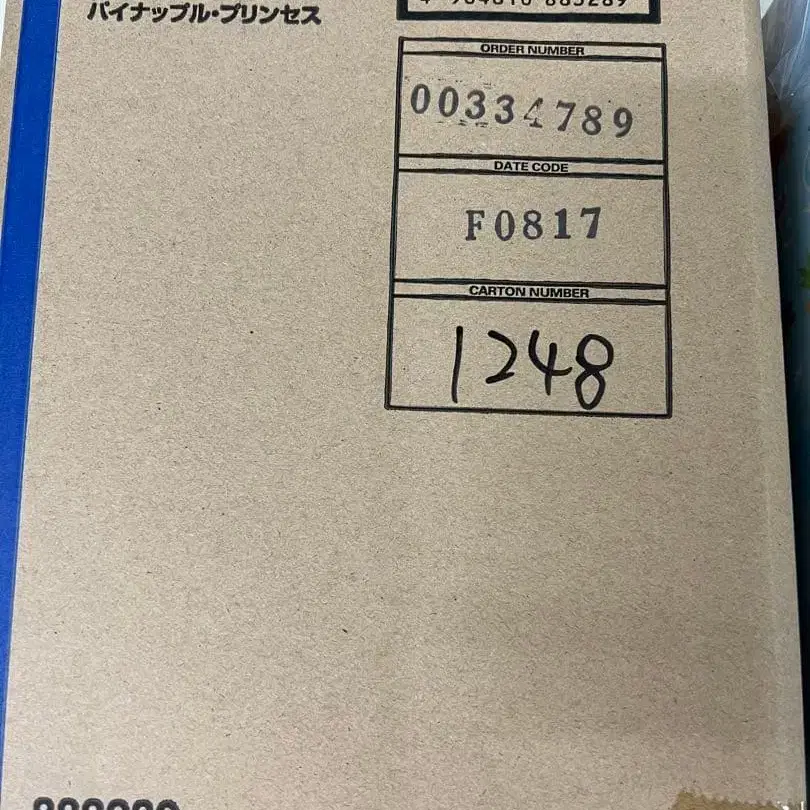 パイナップル・プリンセス
ORDER NUMBER
00334789
DATE CODE
F0817
CARTON NUMBER
1248